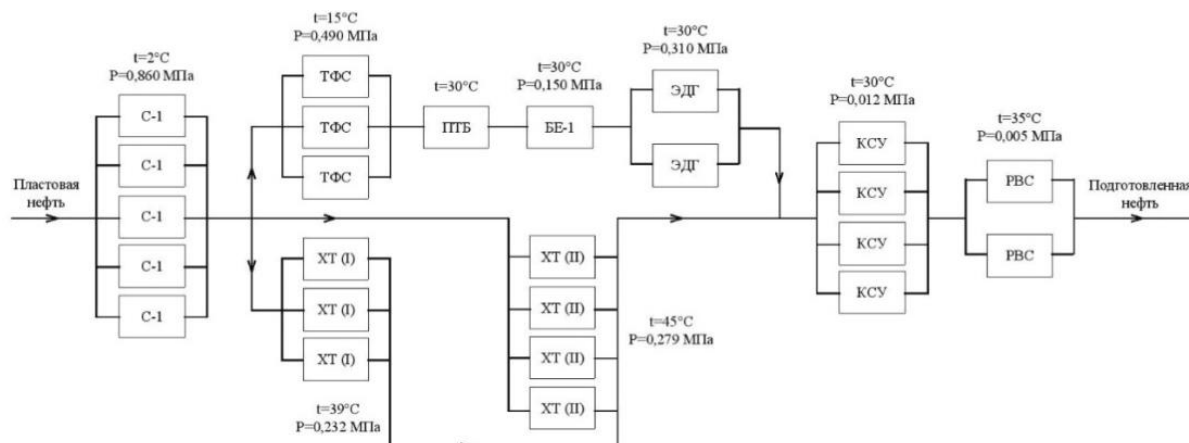 t=2°C
P=0,860 МПа
С-1
С-1
С-1
С-1
С-1
Пластовая
нефть
t=15°C
P=0,490 МПа
ТФС
ТФС
ТФС
t=30°C
ПТБ
t=30°C
P=0,150 МПа
БЕ-1
t=30°C
P=0,310 МПа
ЭДГ
ЭДГ
ХТ (I)
ХТ (I)
ХТ (I)
t=39°C
P=0,232 МПа
ХТ (II)
ХТ (II)
ХТ (II)
ХТ (II)
t=45°C
P=0,279 МПа
t=30°C
P=0,012 МПа
КСУ
КСУ
КСУ
КСУ
t=35°C
P=0,005 МПа
РВС
РВС
Подготовленная
нефть